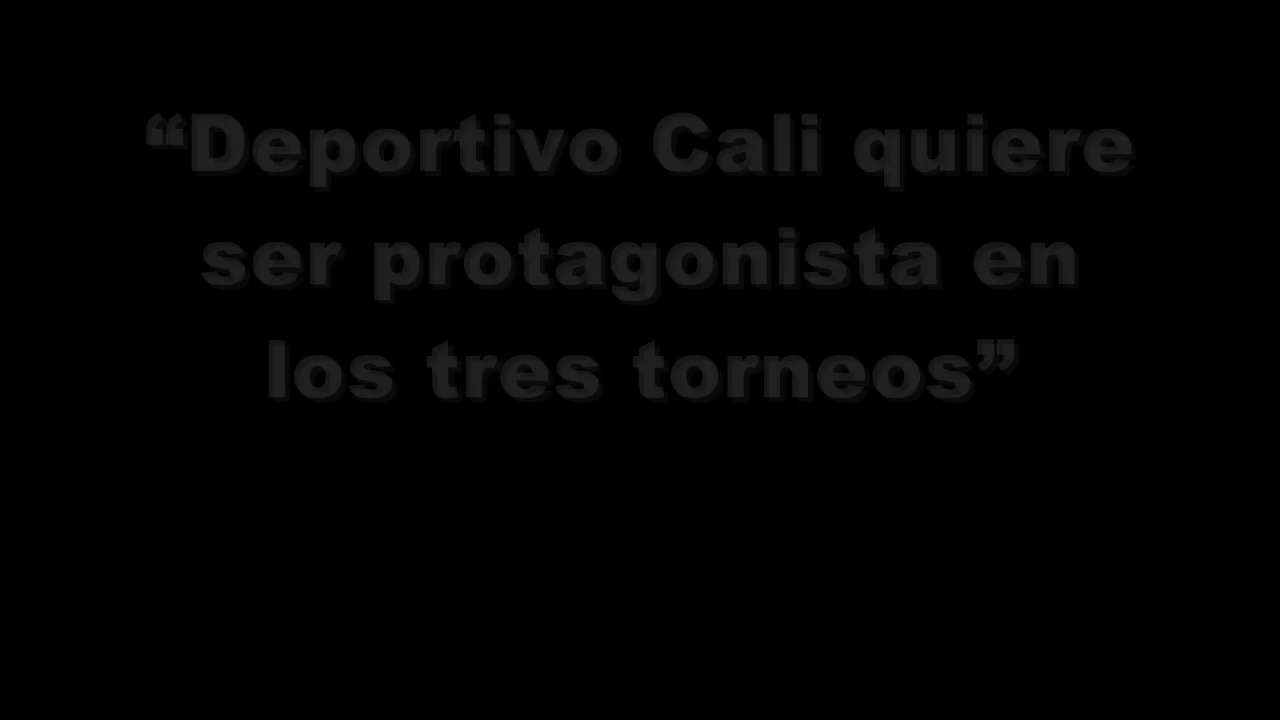 “Deportivo Cali quiere
ser protagonista en
los tres torneos”